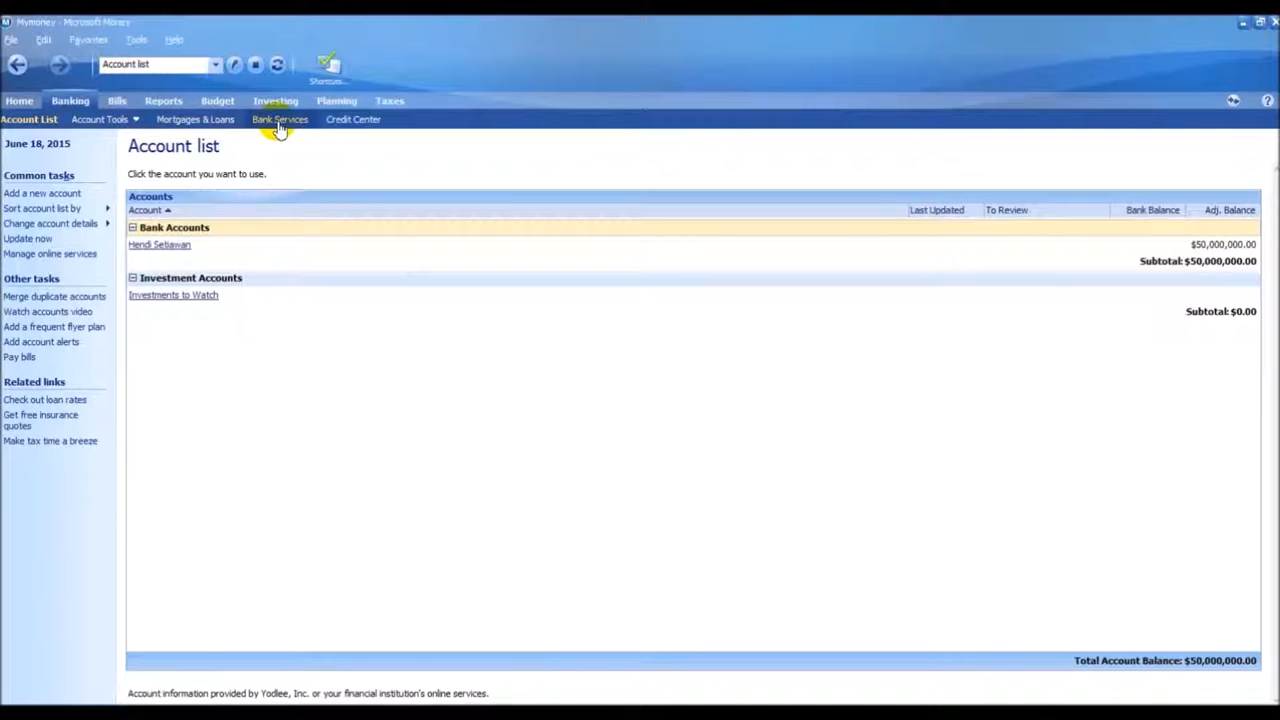 Mymoney - Microsoft Money
File Edit Favorites Tools Help
Account list
Shortcuts...
Home Banking Bills Reports Budget Investing Planning Taxes
Account List Account Tools Mortgages & Loans Bank Services Credit Center
June 18, 2015
Common tasks
Add a new account
Sort account list by
Change account details
Update now
Manage online services
Other tasks
Merge duplicate accounts
Watch accounts video
Add a frequent flyer plan
Add account alerts
Pay bills
Related links
Check out loan rates
Get free insurance
quotes
Make tax time a breeze
Account list
Click the account you want to use.
Accounts
Account Last Updated To Review Bank Balance Adj. Balance
Bank Accounts
Hendi Setiawan $50,000,000.00
Subtotal: $50,000,000.00
Investment Accounts
Investments to Watch
Subtotal: $0.00
Total Account Balance: $50,000,000.00
Account information provided by Yodlee, Inc. or your financial institution's online services.